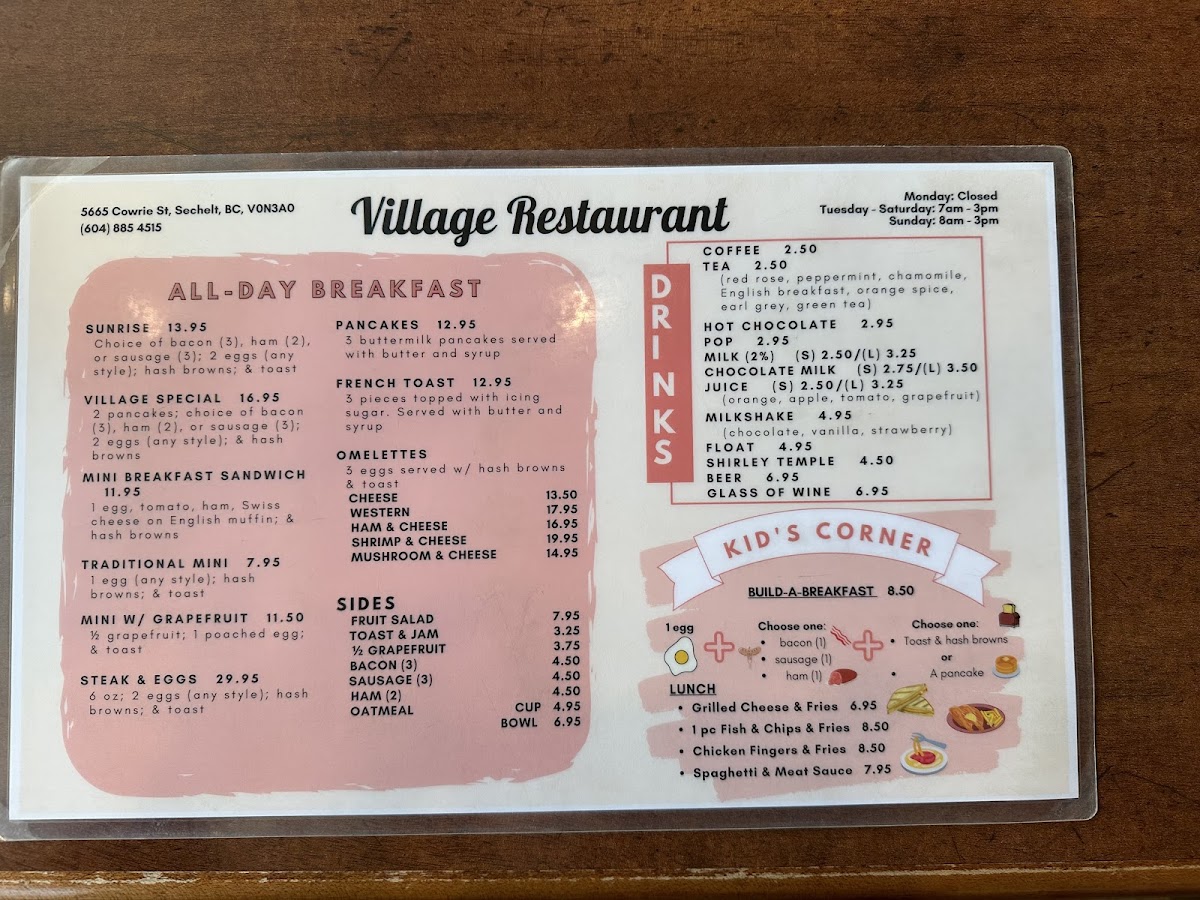 5665 Cowrie St, Sechelt, BC, V0N3A0
(604) 885 4515
Village Restaurant
Monday: Closed
Tuesday - Saturday: 7am - 3pm
Sunday: 8am - 3pm
ALL-DAY BREAKFAST
SUNRISE 13.95
Choice of bacon (3), ham (2),
or sausage (3); 2 eggs (any
style); hash browns; & toast
VILLAGE SPECIAL 16.95
2 pancakes; choice of bacon
(3), ham (2), or sausage (3);
2 eggs (any style); & hash
browns
MINI BREAKFAST SANDWICH
11.95
1 egg, tomato, ham, Swiss
cheese on English muffin; &
hash browns
TRADITIONAL MINI 7.95
1 egg (any style); hash
browns; & toast
MINI W/ GRAPEFRUIT 11.50
½ grapefruit; 1 poached egg;
& toast
STEAK & EGGS 29.95
6 oz; 2 eggs (any style); hash
browns; & toast
PANCAKES 12.95
3 buttermilk pancakes served
with butter and syrup
FRENCH TOAST 12.95
3 pieces topped with icing
sugar. Served with butter and
syrup
OMELETTES
3 eggs served w/ hash browns
& toast
CHEESE 13.50
WESTERN 17.95
HAM & CHEESE 16.95
SHRIMP & CHEESE 19.95
MUSHROOM & CHEESE 14.95
SIDES
FRUIT SALAD 7.95
TOAST & JAM 3.25
½ GRAPEFRUIT 3.75
BACON (3) 4.50
SAUSAGE (3) 4.50
HAM (2) 4.50
OATMEAL CUP 4.95
BOWL 6.95
DRINKS
COFFEE 2.50
TEA 2.50
(red rose, peppermint, chamomile,
English breakfast, orange spice,
earl grey, green tea)
HOT CHOCOLATE 2.95
POP 2.95
MILK (2%) (S) 2.50/(L) 3.25
CHOCOLATE MILK (S) 2.75/(L) 3.50
JUICE (S) 2.50/(L) 3.25
(orange, apple, tomato, grapefruit)
MILKSHAKE 4.95
(chocolate, vanilla, strawberry)
FLOAT 4.95
SHIRLEY TEMPLE 4.50
BEER 6.95
GLASS OF WINE 6.95
KID'S CORNER
BUILD-A-BREAKFAST 8.50
1 egg
Choose one:
• bacon (1)
• sausage (1)
• ham (1)
Choose one:
• Toast & hash browns
or
• A pancake
LUNCH
• Grilled Cheese & Fries 6.95
• 1 pc Fish & Chips & Fries 8.50
• Chicken Fingers & Fries 8.50
• Spaghetti & Meat Sauce 7.95